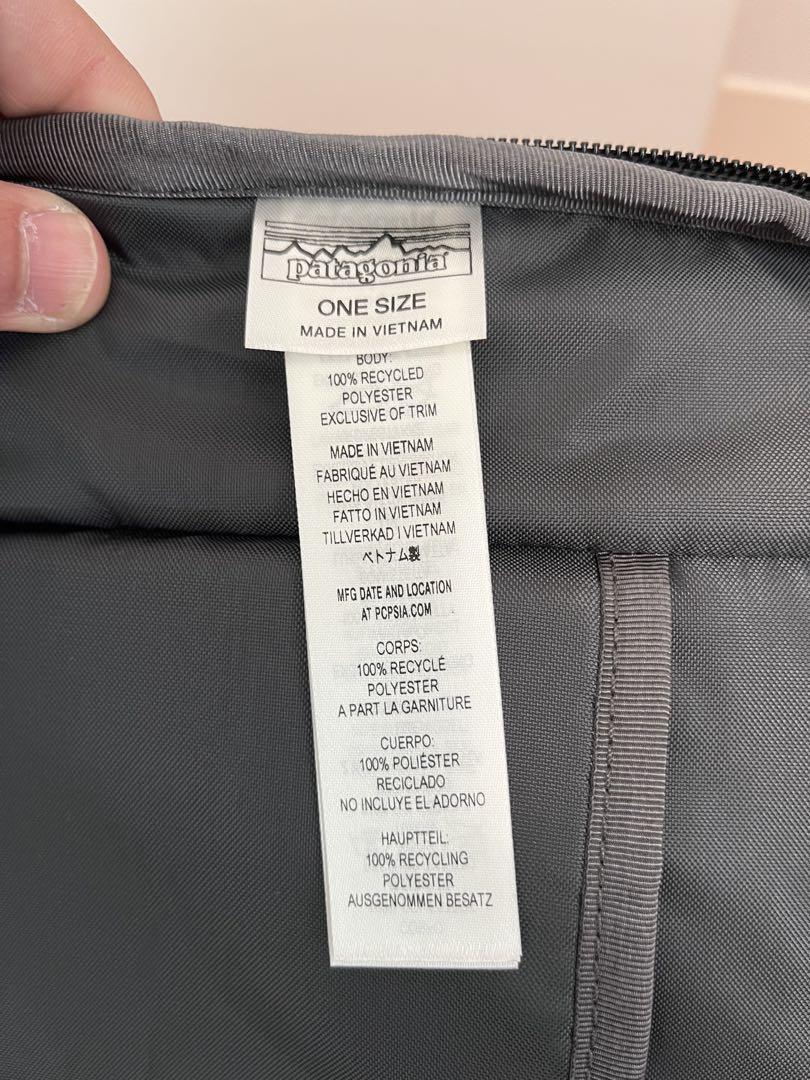 patagonia
ONE SIZE
MADE IN VIETNAM
BODY:
100% RECYCLED
POLYESTER
EXCLUSIVE OF TRIM
MADE IN VIETNAM
FABRIQUÉ AU VIETNAM
HECHO EN VIETNAM
FATTO IN VIETNAM
TILLVERKAD I VIETNAM
ベトナム製
MFG DATE AND LOCATION
AT PCPSIA.COM
CORPS:
100% RECYCLÉ
POLYESTER
A PART LA GARNITURE
CUERPO:
100% POLIÉSTER
RECICLADO
NO INCLUYE EL ADORNO
HAUPTTEIL:
100% RECYCLING
POLYESTER
AUSGENOMMEN BESATZ